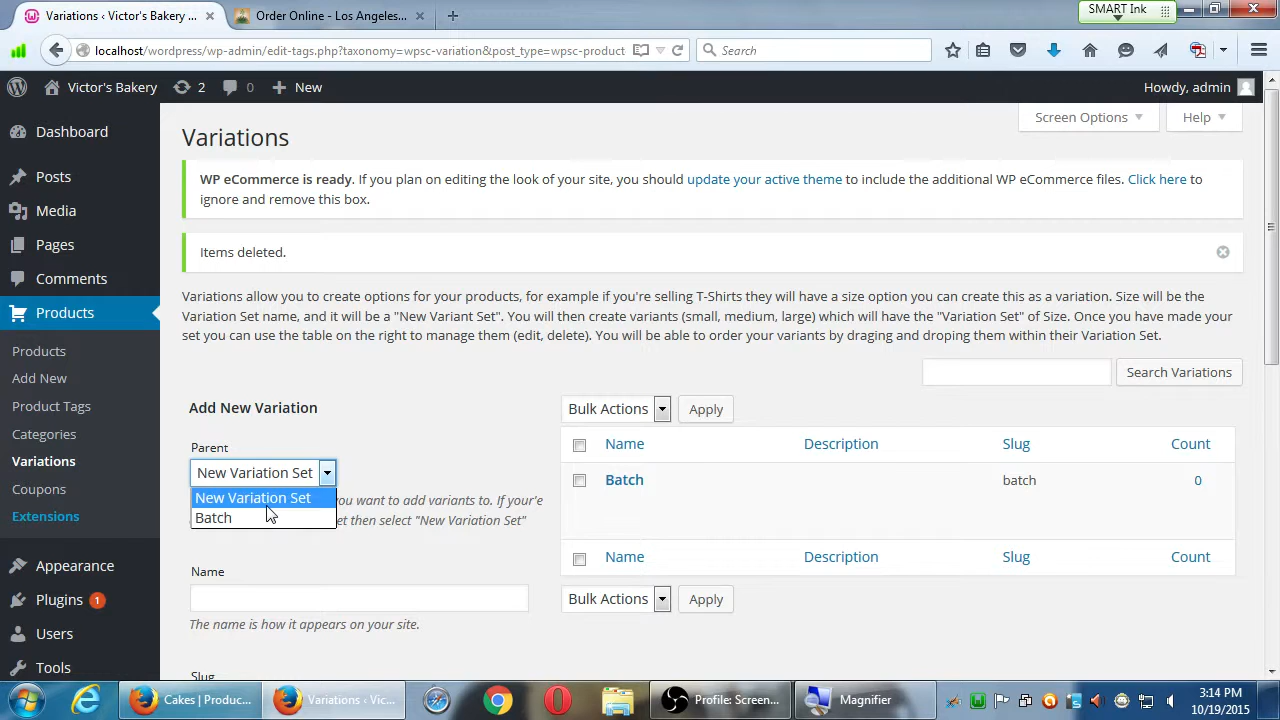 Variations ‹ Victor's Bakery ...
Order Online - Los Angeles...
SMART Ink
localhost/wordpress/wp-admin/edit-tags.php?taxonomy=wpsc-variation&post_type=wpsc-product
Search
Victor's Bakery
2
0
New
Howdy, admin
Dashboard
Posts
Media
Pages
Comments
Products
Products
Add New
Product Tags
Categories
Variations
Coupons
Extensions
Appearance
Plugins 1
Users
Tools
Screen Options
Help
Variations
WP eCommerce is ready. If you plan on editing the look of your site, you should update your active theme to include the additional WP eCommerce files. Click here to
ignore and remove this box.
Items deleted.
Variations allow you to create options for your products, for example if you're selling T-Shirts they will have a size option you can create this as a variation. Size will be the
Variation Set name, and it will be a "New Variant Set". You will then create variants (small, medium, large) which will have the "Variation Set" of Size. Once you have made your
set you can use the table on the right to manage them (edit, delete). You will be able to order your variants by draging and droping them within their Variation Set.
Search Variations
Add New Variation
Parent
New Variation Set
New Variation Set
Batch
you want to add variants to. If your'e
et then select "New Variation Set"
Name
The name is how it appears on your site.
Slug
Bulk Actions
Apply
Name Description Slug Count
Batch batch 0
Name Description Slug Count
Bulk Actions
Apply
Cakes | Produc...
Variations ‹ Vic...
Profile: Screen...
Magnifier
3:14 PM
10/19/2015